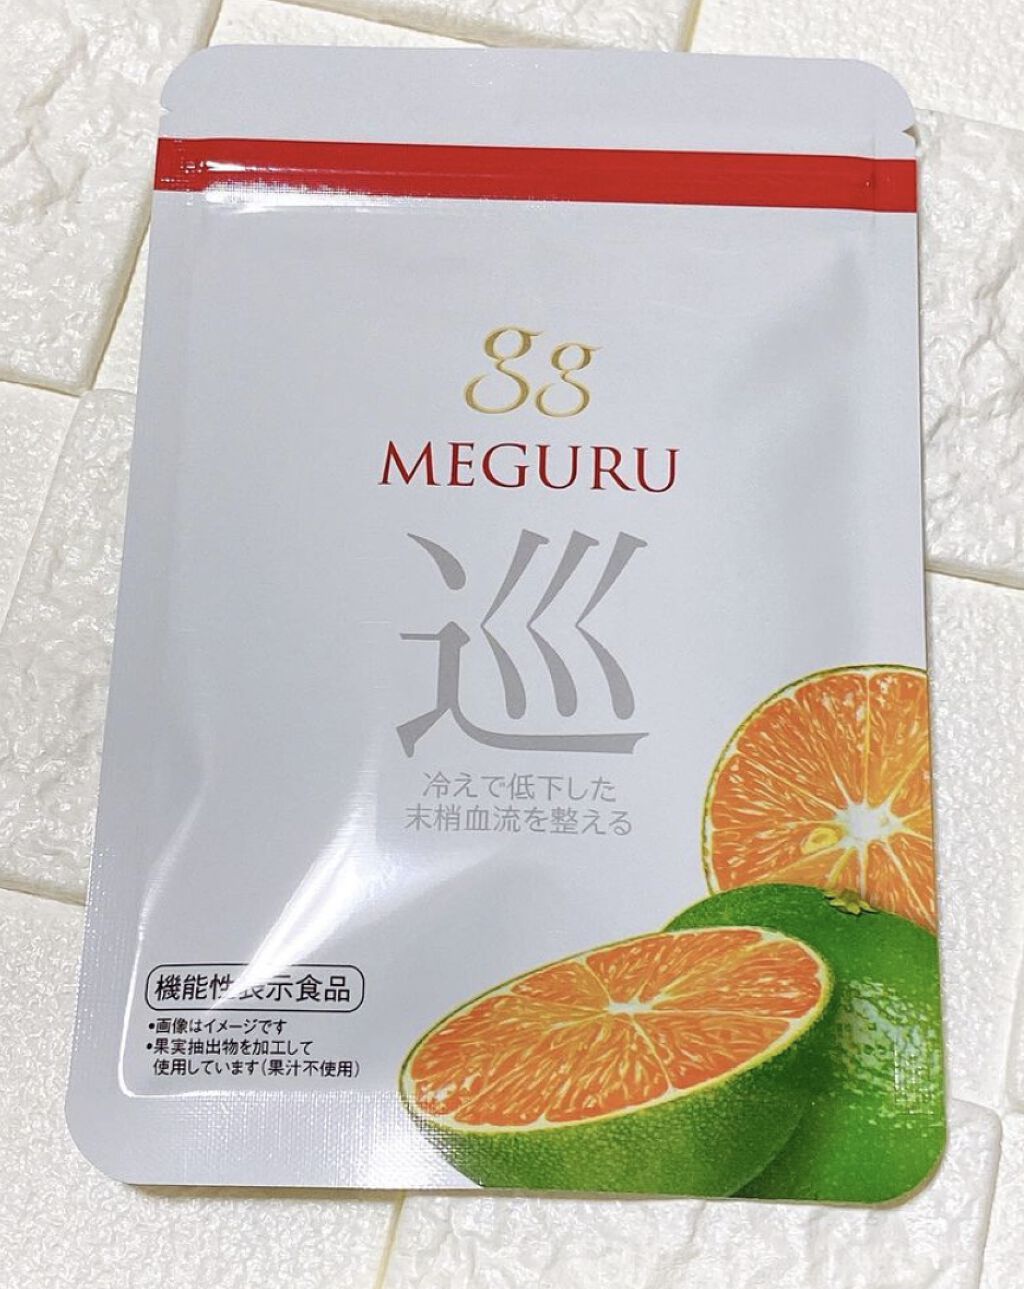 gg
MEGURU
巡
冷えで低下した
末梢血流を整える
機能性表示食品
•画像はイメージです
•果実抽出物を加工して
使用しています(果汁不使用)